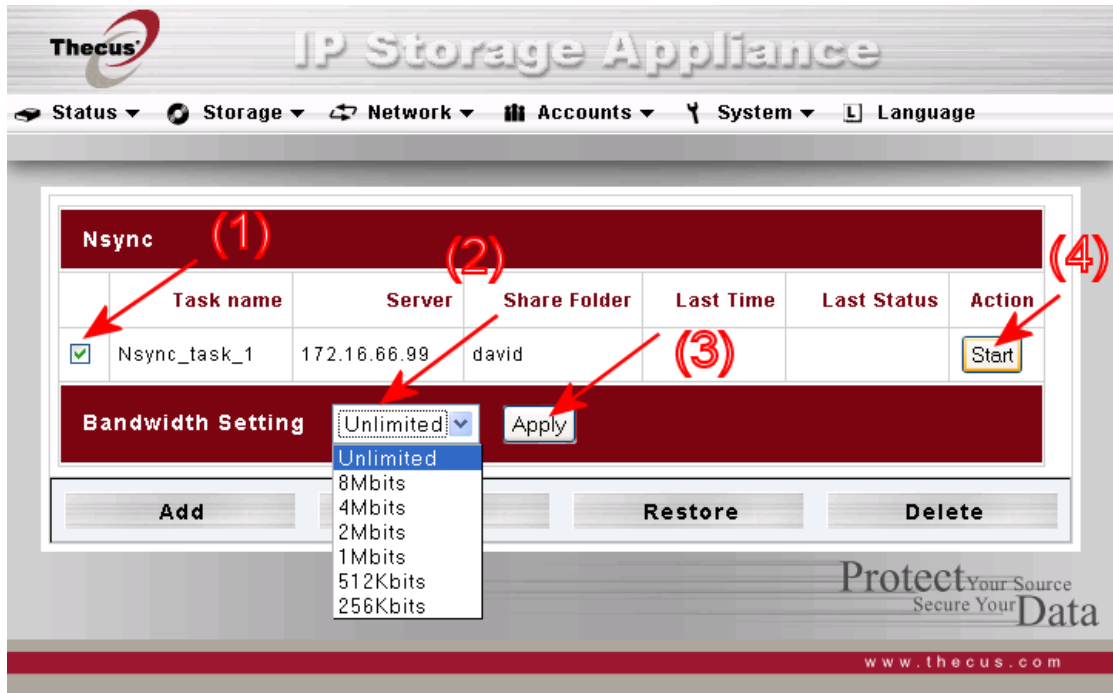 Thecus
IP Storage Appliance
Status Storage Network Accounts System L Language
Nsync (1) (2) (4)
Task name Server Share Folder Last Time Last Status Action
Nsync_task_1 172.16.66.99 david (3) Start
Bandwidth Setting Unlimited Apply
Unlimited
8Mbits
4Mbits
2Mbits
1Mbits
512Kbits
256Kbits
Add Restore Delete
Protect Your Source
Secure Your Data
www.thecus.com